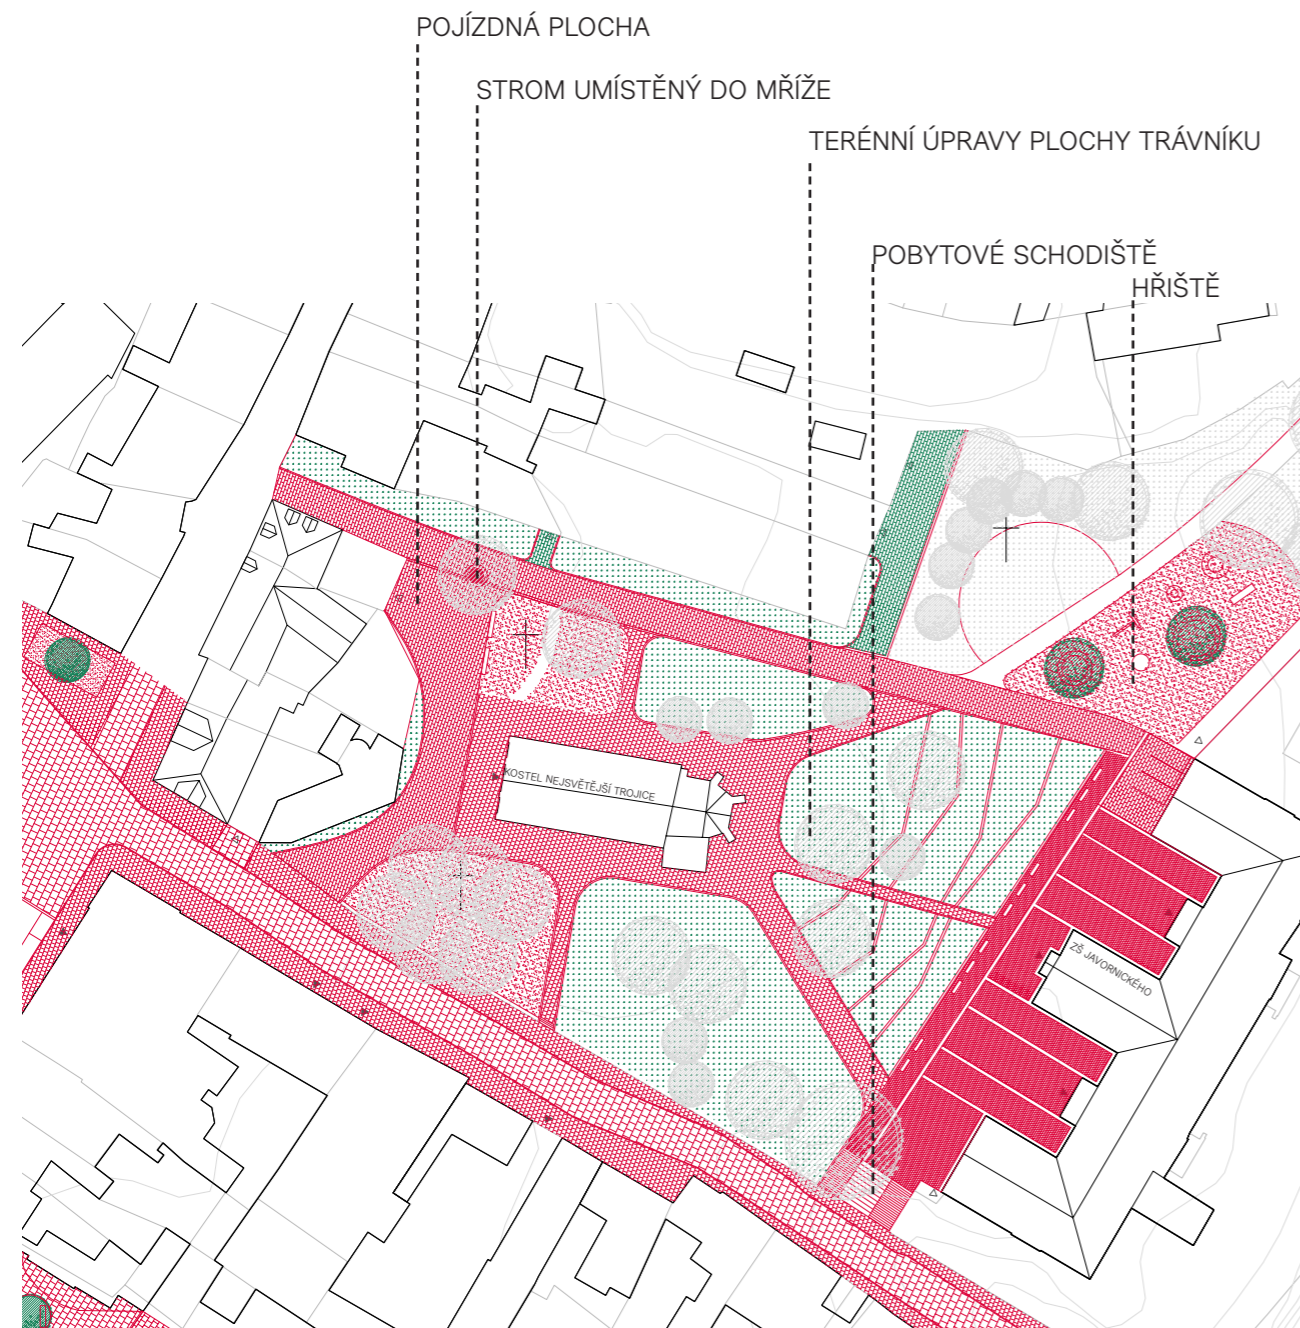 POJÍZDNÁ PLOCHA
STROM UMÍSTĚNÝ DO MŘÍŽE
TERÉNNÍ ÚPRAVY PLOCHY TRÁVNÍKU
POBYTOVÉ SCHODIŠTĚ
HŘIŠTĚ
KOSTEL NEJSVĚTĚJŠÍ TROJICE
ZŠ JAVORNICKÉHO